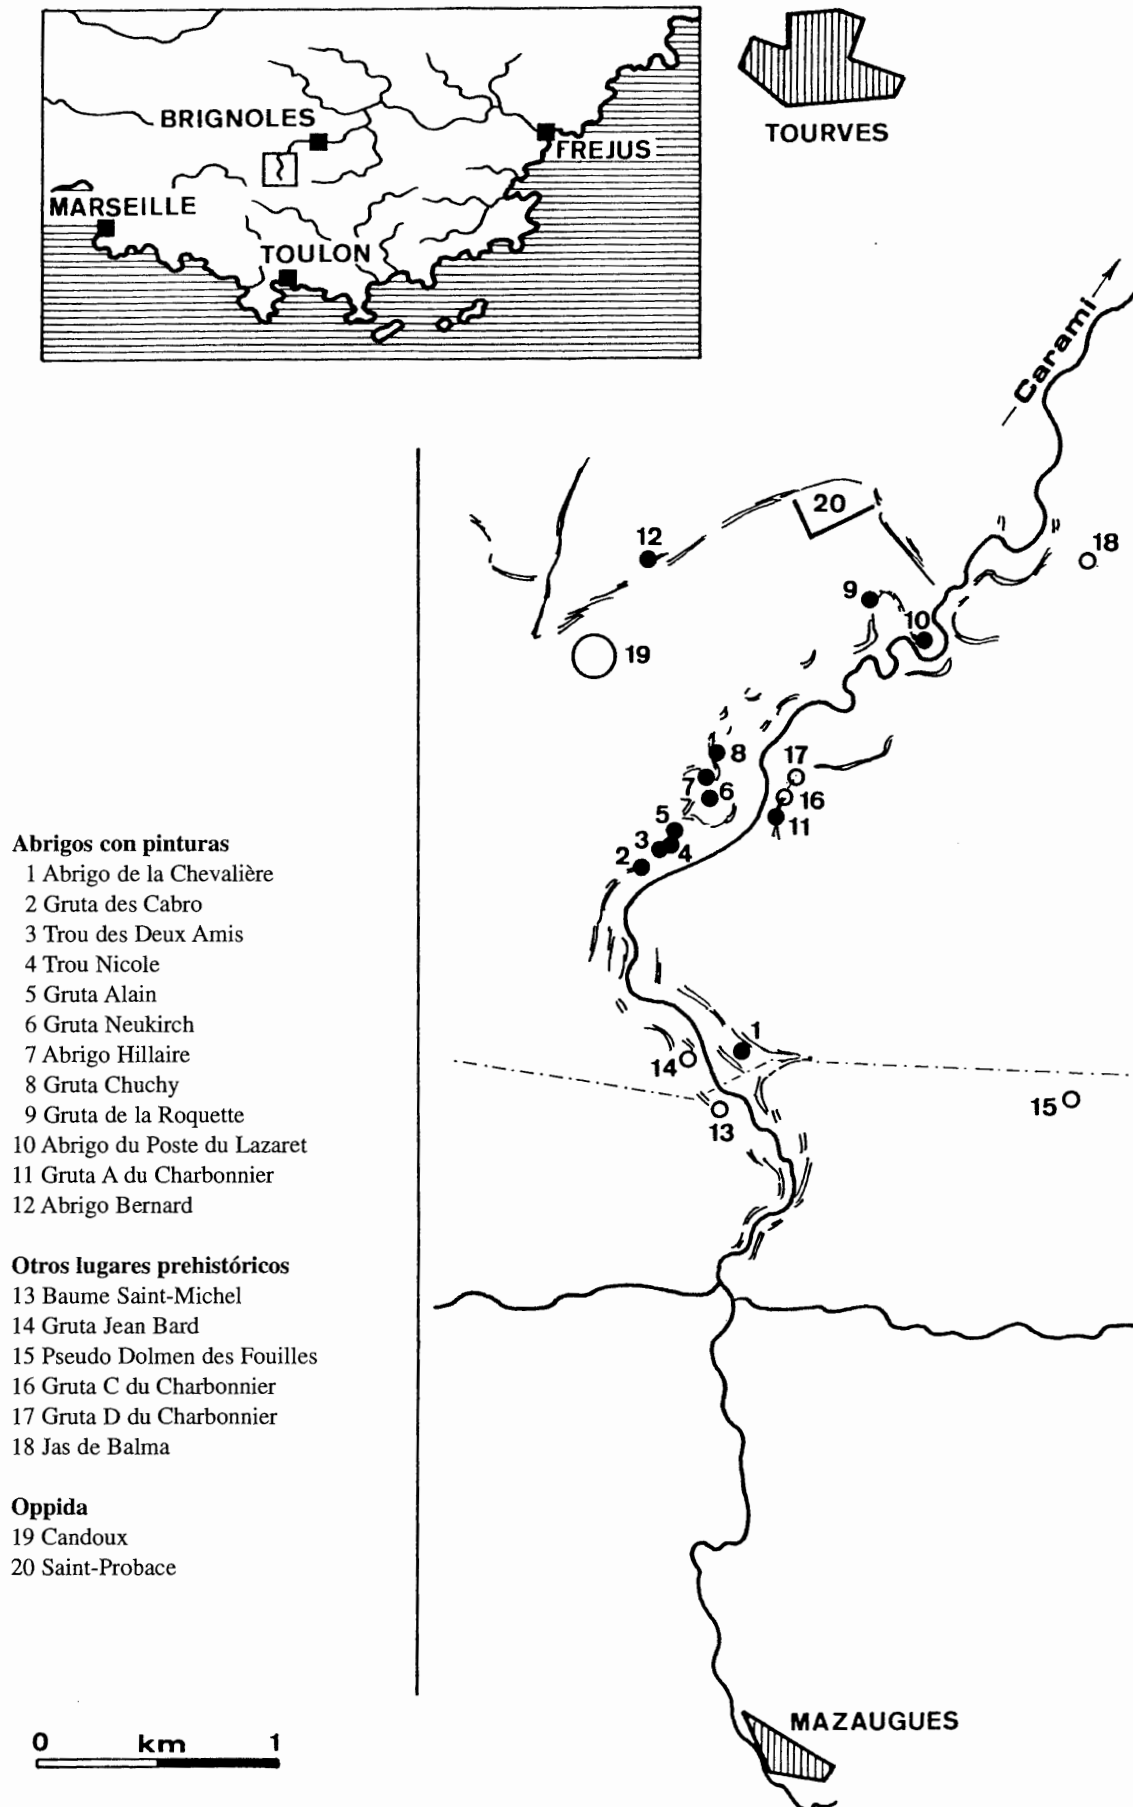 BRIGNOLES
FREJUS
MARSEILLE
TOULON
TOURVES
Carami
20
12
18
9
10
19
8
17
7
6
16
5
11
3
4
2
1
14
15
13
Abrigos con pinturas
1 Abrigo de la Chevalière
2 Gruta des Cabro
3 Trou des Deux Amis
4 Trou Nicole
5 Gruta Alain
6 Gruta Neukirch
7 Abrigo Hillaire
8 Gruta Chuchy
9 Gruta de la Roquette
10 Abrigo du Poste du Lazaret
11 Gruta A du Charbonnier
12 Abrigo Bernard
Otros lugares prehistóricos
13 Baume Saint-Michel
14 Gruta Jean Bard
15 Pseudo Dolmen des Fouilles
16 Gruta C du Charbonnier
17 Gruta D du Charbonnier
18 Jas de Balma
Oppida
19 Candoux
20 Saint-Probace
MAZAUGUES
0 km 1